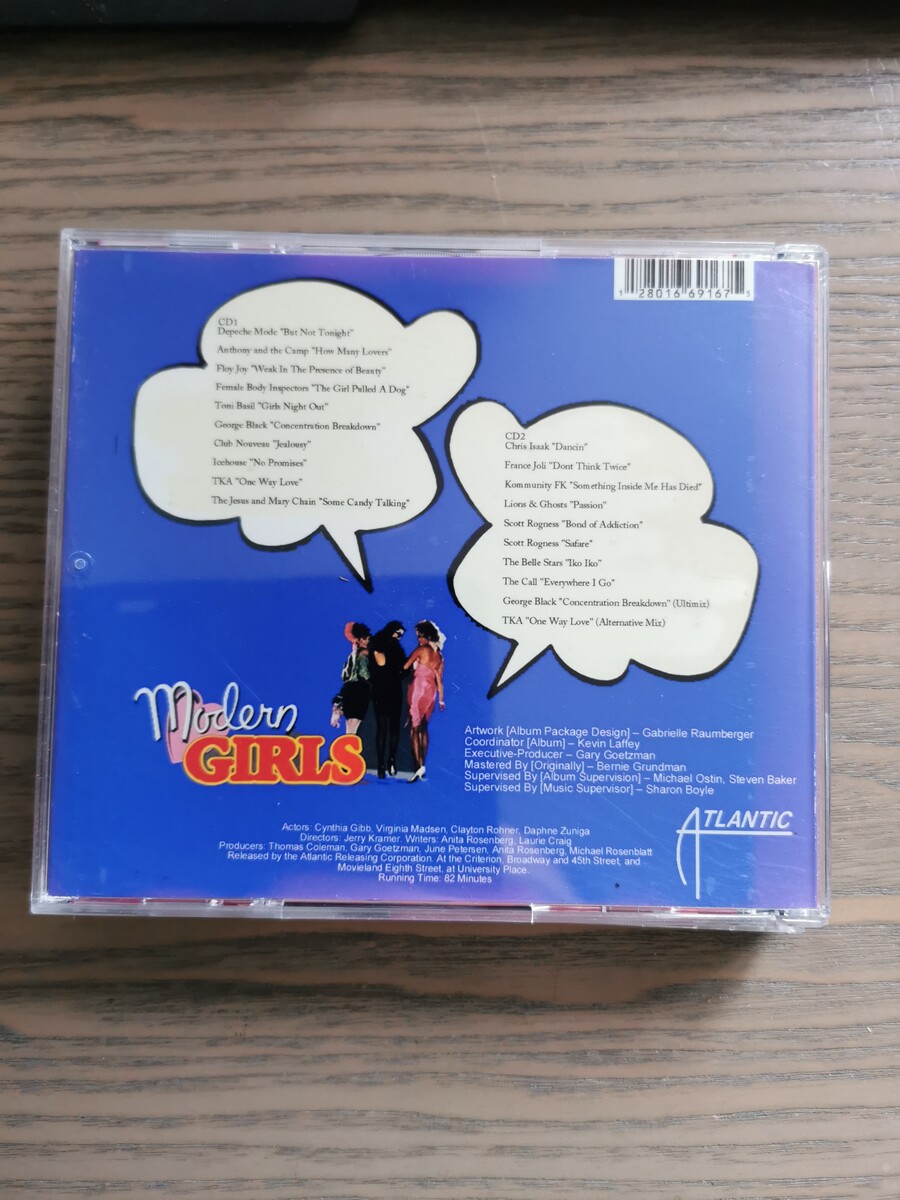 1 28016 69167 5
CD1
Depeche Mode "But Not Tonight"
Anthony and the Camp "How Many Lovers"
Floy Joy "Weak In The Presence of Beauty"
Female Body Inspectors "The Girl Pulled A Dog"
Toni Basil "Girls Night Out"
George Black "Concentration Breakdown"
Club Nouveau "Jealousy"
Icehouse "No Promises"
TKA "One Way Love"
The Jesus and Mary Chain "Some Candy Talking"
CD2
Chris Isaak "Dancin"
France Joli "Dont Think Twice"
Kommunity FK "Something Inside Me Has Died"
Lions & Ghosts "Passion"
Scott Rogness "Bond of Addiction"
Scott Rogness "Safare"
The Belle Stars "Iko Iko"
The Call "Everywhere I Go"
George Black "Concentration Breakdown" (Ultimix)
TKA "One Way Love" (Alternative Mix)
Modern
GIRLS
Artwork [Album Package Design] – Gabrielle Raumberger
Coordinator [Album] – Kevin Laffey
Executive-Producer – Gary Goetzman
Mastered By [Originally] – Bernie Grundman
Supervised By [Album Supervision] – Michael Ostin, Steven Baker
Supervised By [Music Supervisor] – Sharon Boyle
ATLANTIC
Actors: Cynthia Gibb, Virginia Madsen, Clayton Rohner, Daphne Zuniga
Directors: Jerry Kramer. Writers: Anita Rosenberg, Laurie Craig
Producers: Thomas Coleman, Gary Goetzman, June Petersen, Anita Rosenberg, Michael Rosenblatt
Released by the Atlantic Releasing Corporation. At the Criterion, Broadway and 45th Street, and
Movieland Eighth Street, at University Place.
Running Time: 82 Minutes